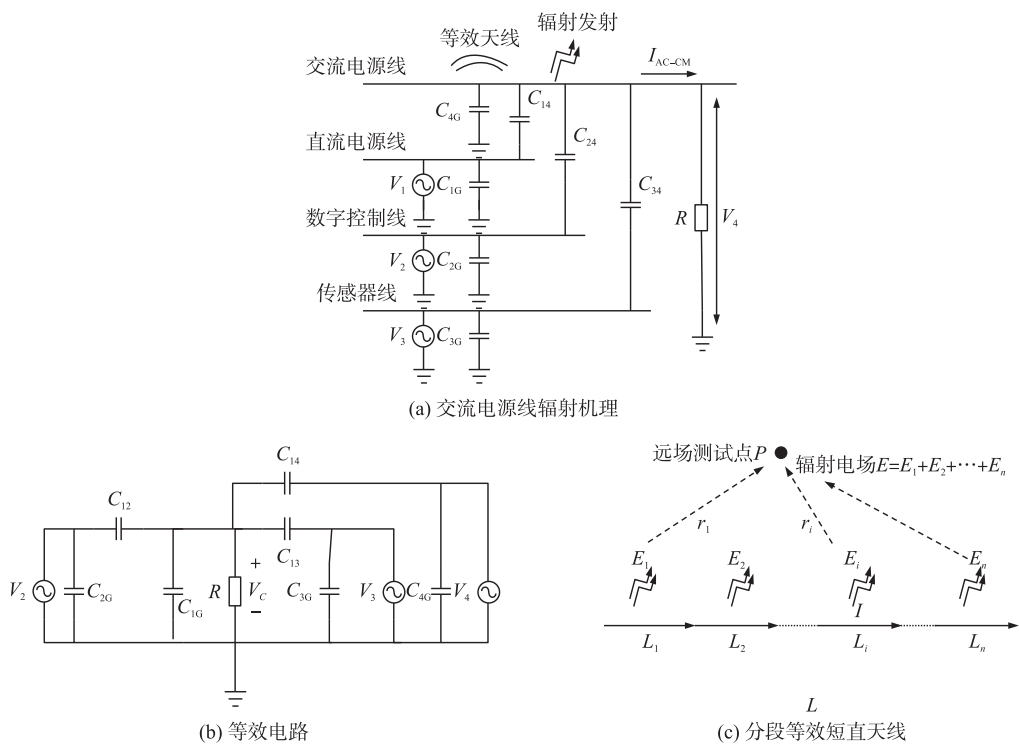 等效天线
辐射发射
交流电源线
I_AC-CM
C_4G
C_14
C_24
直流电源线
V_1
C_1G
C_34
数字控制线
R
V_4
V_2
C_2G
传感器线
V_3
C_3G
(a) 交流电源线辐射机理
C_14
C_12
C_13
V_2
C_2G
C_1G
R
+
V_C
−
C_3G
V_3
C_4G
V_4
(b) 等效电路
远场测试点P
辐射电场E=E_1+E_2+⋯+E_n
r_1
r_i
E_1
E_2
E_i
E_n
I
L_1
L_2
L_i
L_n
L
(c) 分段等效短直天线